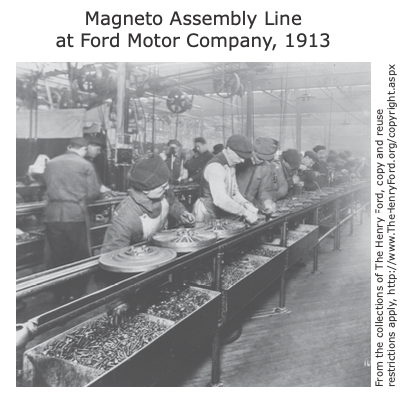 Magneto Assembly Line
at Ford Motor Company, 1913
From the collections of The Henry Ford, copy and reuse
restrictions apply, http://www.TheHenryFord.org/copyright.aspx